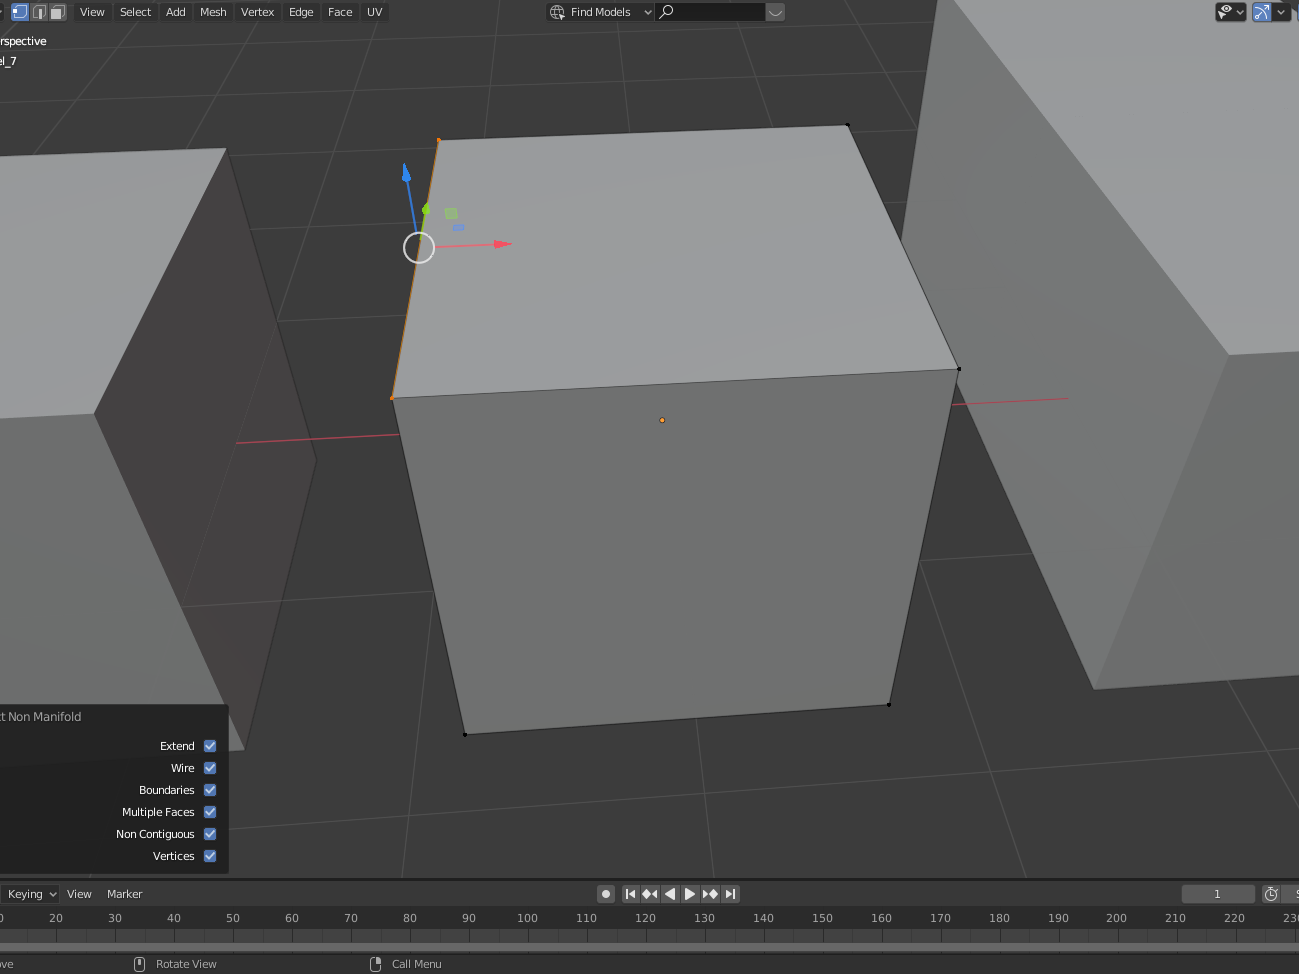 View Select Add Mesh Vertex Edge Face UV Find Models
rspective
el_7
t Non Manifold
Extend
Wire
Boundaries
Multiple Faces
Non Contiguous
Vertices
Keying View Marker 1 S
0 20 30 40 50 60 70 80 90 100 110 120 130 140 150 160 170 180 190 200 210 220 230
ove Rotate View Call Menu